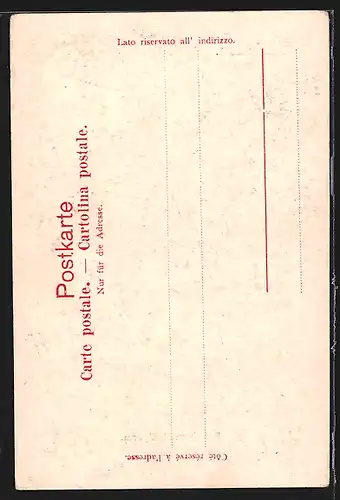 Postkarte
Carte postale. — Cartolina postale.
Nur für die Adresse.
Côté réservé à l'adresse.
Lato riservato all' indirizzo.